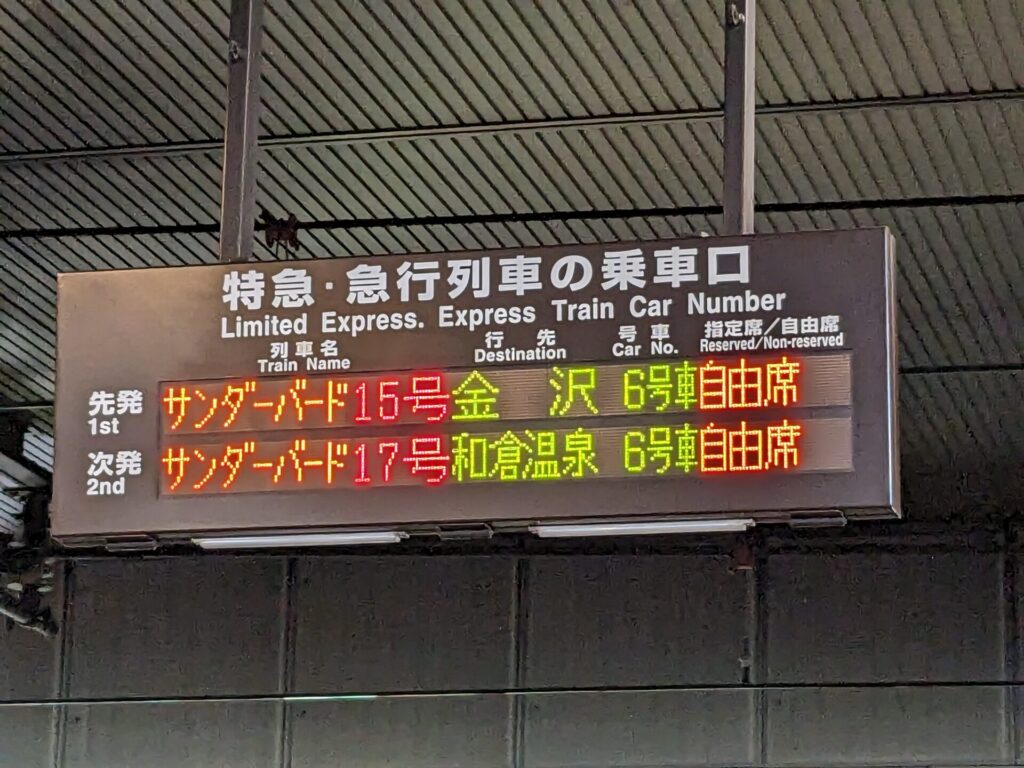 特急・急行列車の乗車口
Limited Express. Express Train Car Number
列車名 行先 号車 指定席／自由席
Train Name Destination Car No. Reserved/Non-reserved
先発 サンダーバード15号 金沢 6号車 自由席
1st
次発 サンダーバード17号 和倉温泉 6号車 自由席
2nd